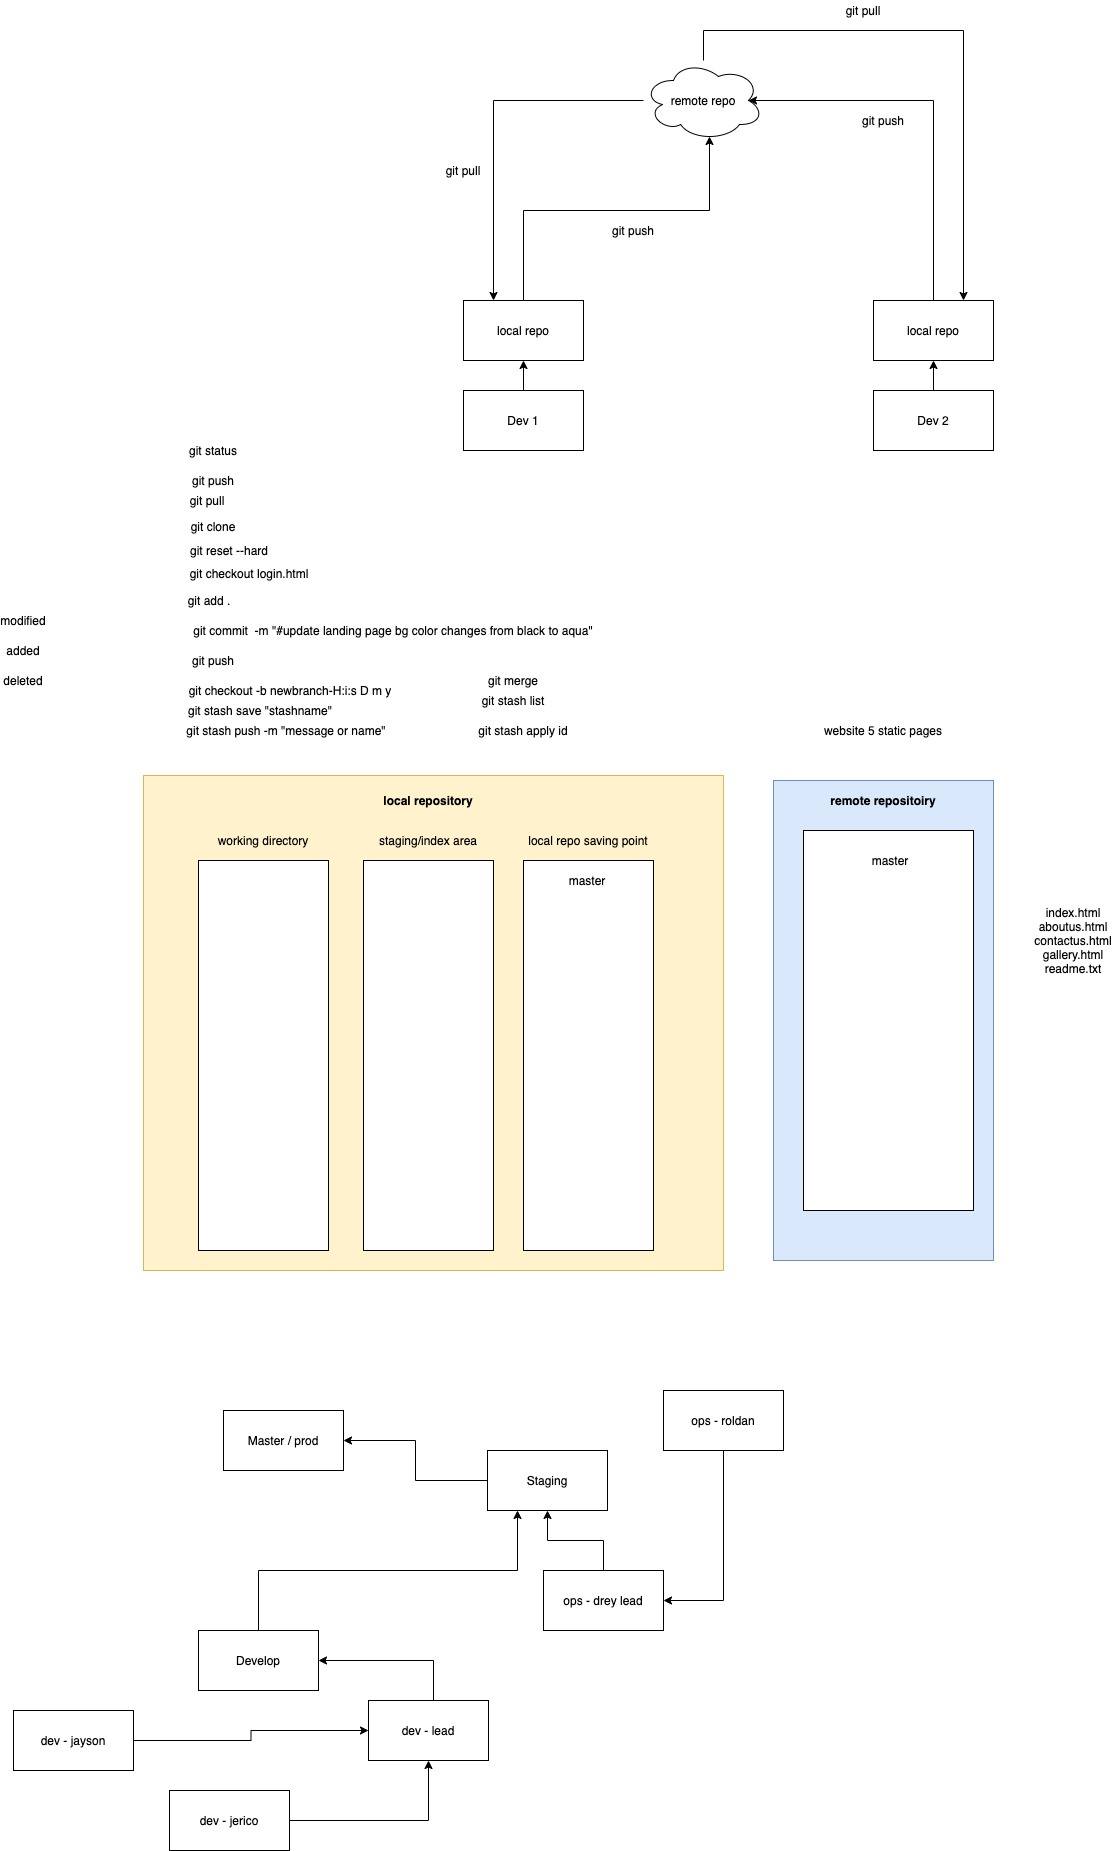 git pull
remote repo
git push
git pull
git push
local repo
local repo
Dev 1
Dev 2
git status
git push
git pull
git clone
git reset --hard
git checkout login.html
git add .
modified
git commit  -m "#update landing page bg color changes from black to aqua"
added
git push
deleted
git merge
git checkout -b newbranch-H:i:s D m y
git stash list
git stash save "stashname"
git stash push -m "message or name"
git stash apply id
website 5 static pages
local repository
remote repositoiry
working directory
staging/index area
local repo saving point
master
master
index.html
aboutus.html
contactus.html
gallery.html
readme.txt
ops - roldan
Master / prod
Staging
ops - drey lead
Develop
dev - lead
dev - jayson
dev - jerico